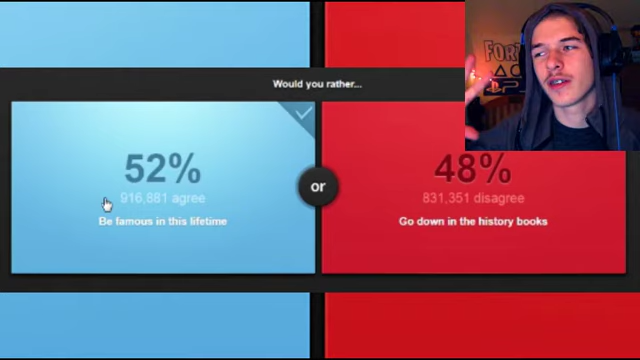 FORT
Would you rather...
52%
916,881 agree
Be famous in this lifetime
or
48%
831,351 disagree
Go down in the history books